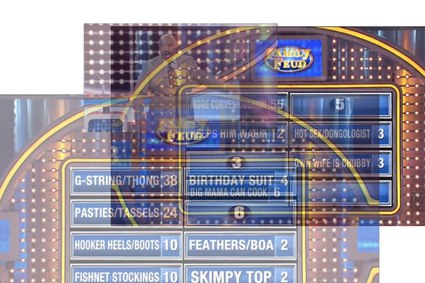 FAMILY
FEUD
MORE CURVES/CUSHION
5
HIM WARM 12
HOT SEX/DONGOLOGIST 3
FEUD
OWN WIFE IS CHUBBY 3
3
G-STRING/THONG 38
BIRTHDAY SUIT 4
BIG MAMA CAN COOK 6
3
PASTIES/TASSELS 24
6
HOOKER HEELS/BOOTS 10
FEATHERS/BOA 2
FISHNET STOCKINGS 10
SKIMPY TOP 2